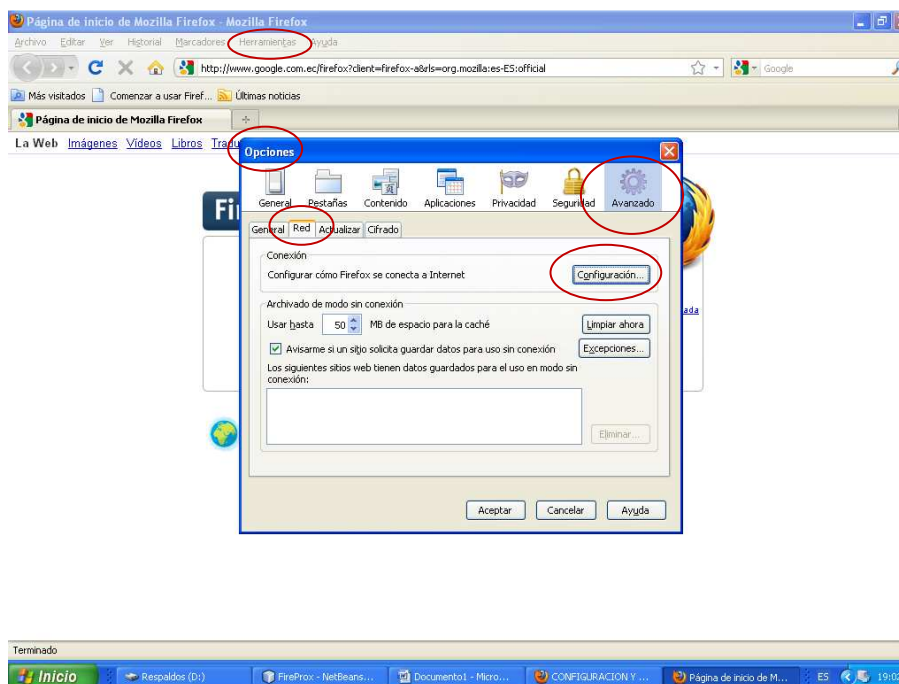 Página de inicio de Mozilla Firefox - Mozilla Firefox
Archivo Editar Ver Historial Marcadores Herramientas Ayuda
http://www.google.com.ec/firefox?client=firefox-a&rls=org.mozilla:es-ES:official
Google
Más visitados Comenzar a usar Firef... Últimas noticias
Página de inicio de Mozilla Firefox
La Web Imágenes Vídeos Libros Tradu
Opciones
General Pestañas Contenido Aplicaciones Privacidad Seguridad Avanzado
Fi
General Red Actualizar Cifrado
Conexión
Configurar cómo Firefox se conecta a Internet Configuración...
Archivado de modo sin conexión
ada
Usar hasta 50 MB de espacio para la caché Limpiar ahora
Avisarme si un sitio solicita guardar datos para uso sin conexión Excepciones...
Los siguientes sitios web tienen datos guardados para el uso en modo sin
conexión:
Eliminar...
Aceptar Cancelar Ayuda
Terminado
Inicio Respaldos (D:) FireProx - NetBeans... Documento1 - Micro... CONFIGURACION Y ... Página de inicio de M... ES 19:02